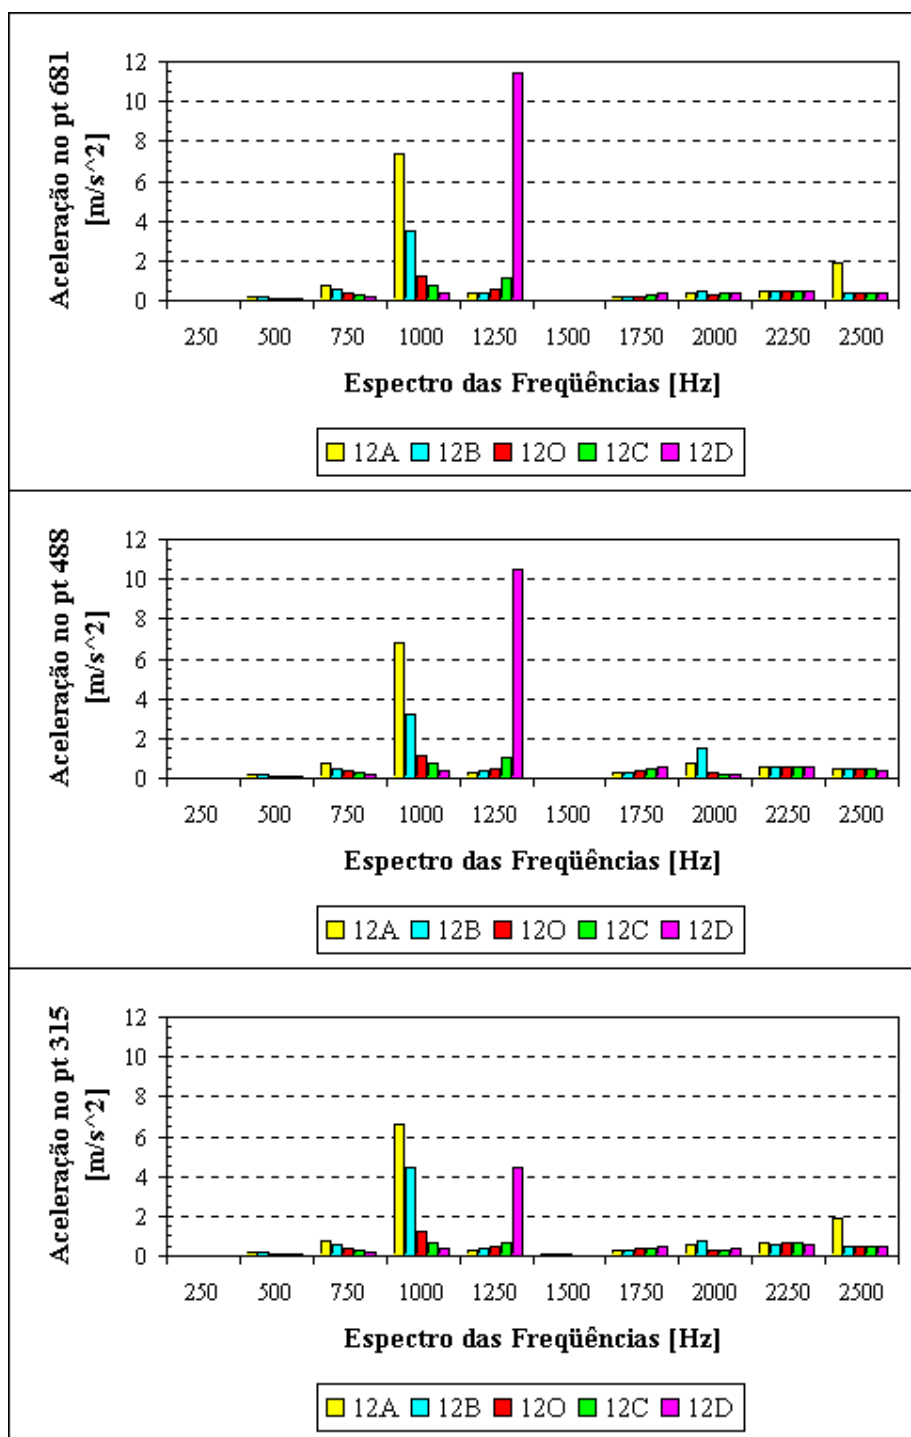 Aceleração no pt 681
[m/s^2]
12
10
8
6
4
2
0
250 500 750 1000 1250 1500 1750 2000 2250 2500
Espectro das Freqüências [Hz]
12A 12B 12O 12C 12D
Aceleração no pt 488
[m/s^2]
12
10
8
6
4
2
0
250 500 750 1000 1250 1500 1750 2000 2250 2500
Espectro das Freqüências [Hz]
12A 12B 12O 12C 12D
Aceleração no pt 315
[m/s^2]
12
10
8
6
4
2
0
250 500 750 1000 1250 1500 1750 2000 2250 2500
Espectro das Freqüências [Hz]
12A 12B 12O 12C 12D